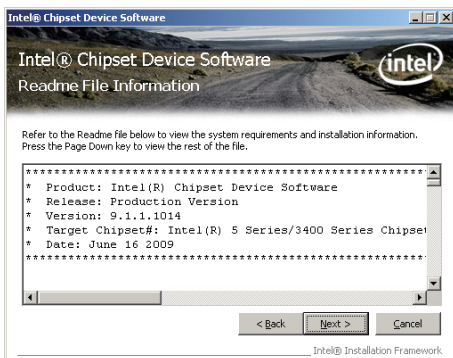 Intel® Chipset Device Software
Intel® Chipset Device Software
Readme File Information
intel
Refer to the Readme file below to view the system requirements and installation information.
Press the Page Down key to view the rest of the file.
*******************************************************
* Product: Intel(R) Chipset Device Software
* Release: Production Version
* Version: 9.1.1.1014
* Target Chipset#: Intel(R) 5 Series/3400 Series Chipset
* Date: June 16 2009
*******************************************************
< Back Next > Cancel
Intel® Installation Framework